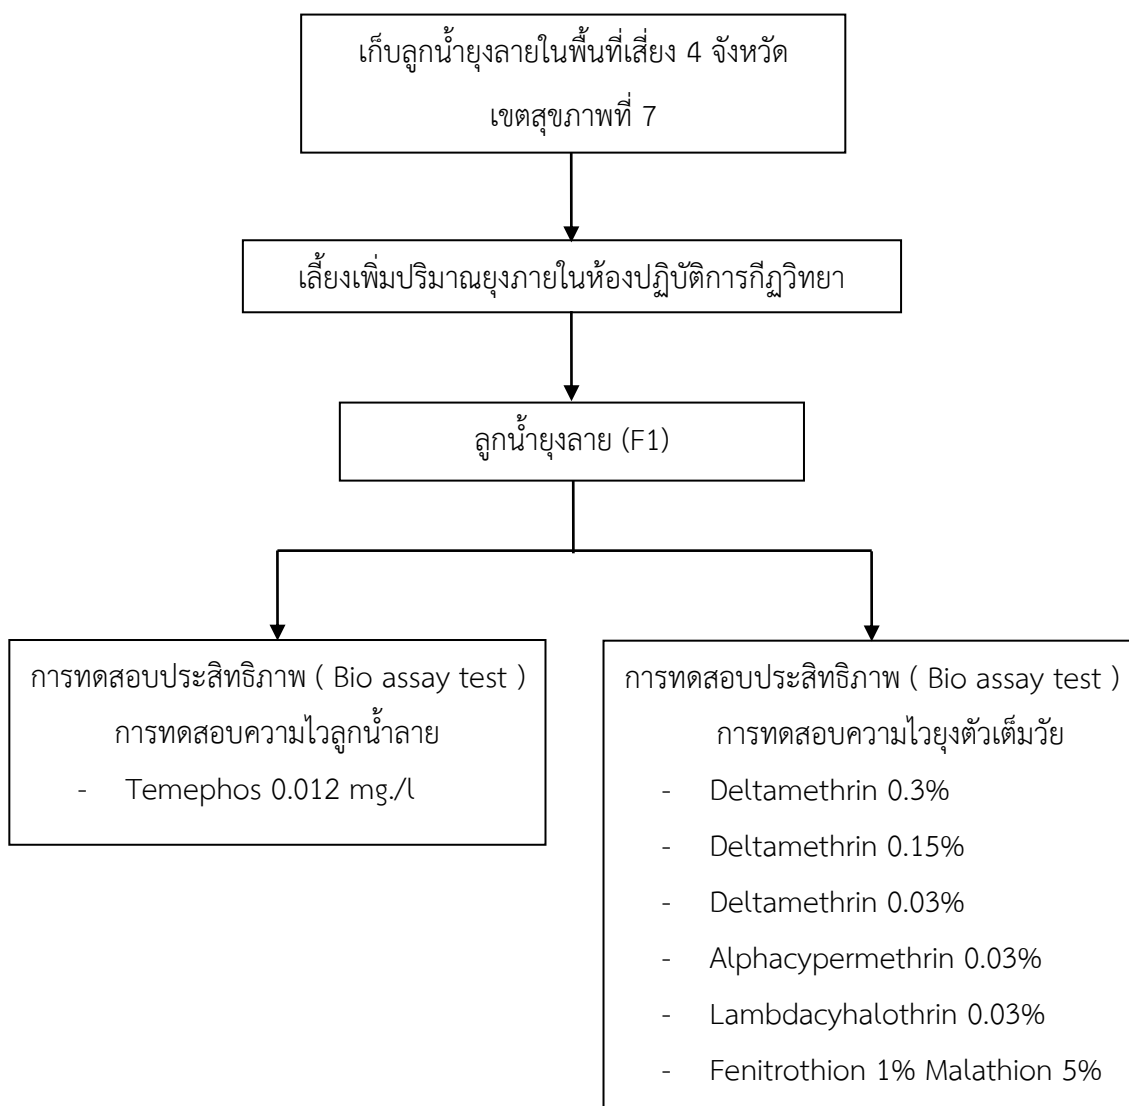 เก็บลูกน้ำยุงลายในพื้นที่เสี่ยง 4 จังหวัด
เขตสุขภาพที่ 7
เลี้ยงเพิ่มปริมาณยุงภายในห้องปฏิบัติการกีฏวิทยา
ลูกน้ำยุงลาย (F1)
การทดสอบประสิทธิภาพ ( Bio assay test )
การทดสอบความไวลูกน้ำลาย
- Temephos 0.012 mg./l
การทดสอบประสิทธิภาพ ( Bio assay test )
การทดสอบความไวยุงตัวเต็มวัย
- Deltamethrin 0.3%
- Deltamethrin 0.15%
- Deltamethrin 0.03%
- Alphacypermethrin 0.03%
- Lambdacyhalothrin 0.03%
- Fenitrothion 1% Malathion 5%